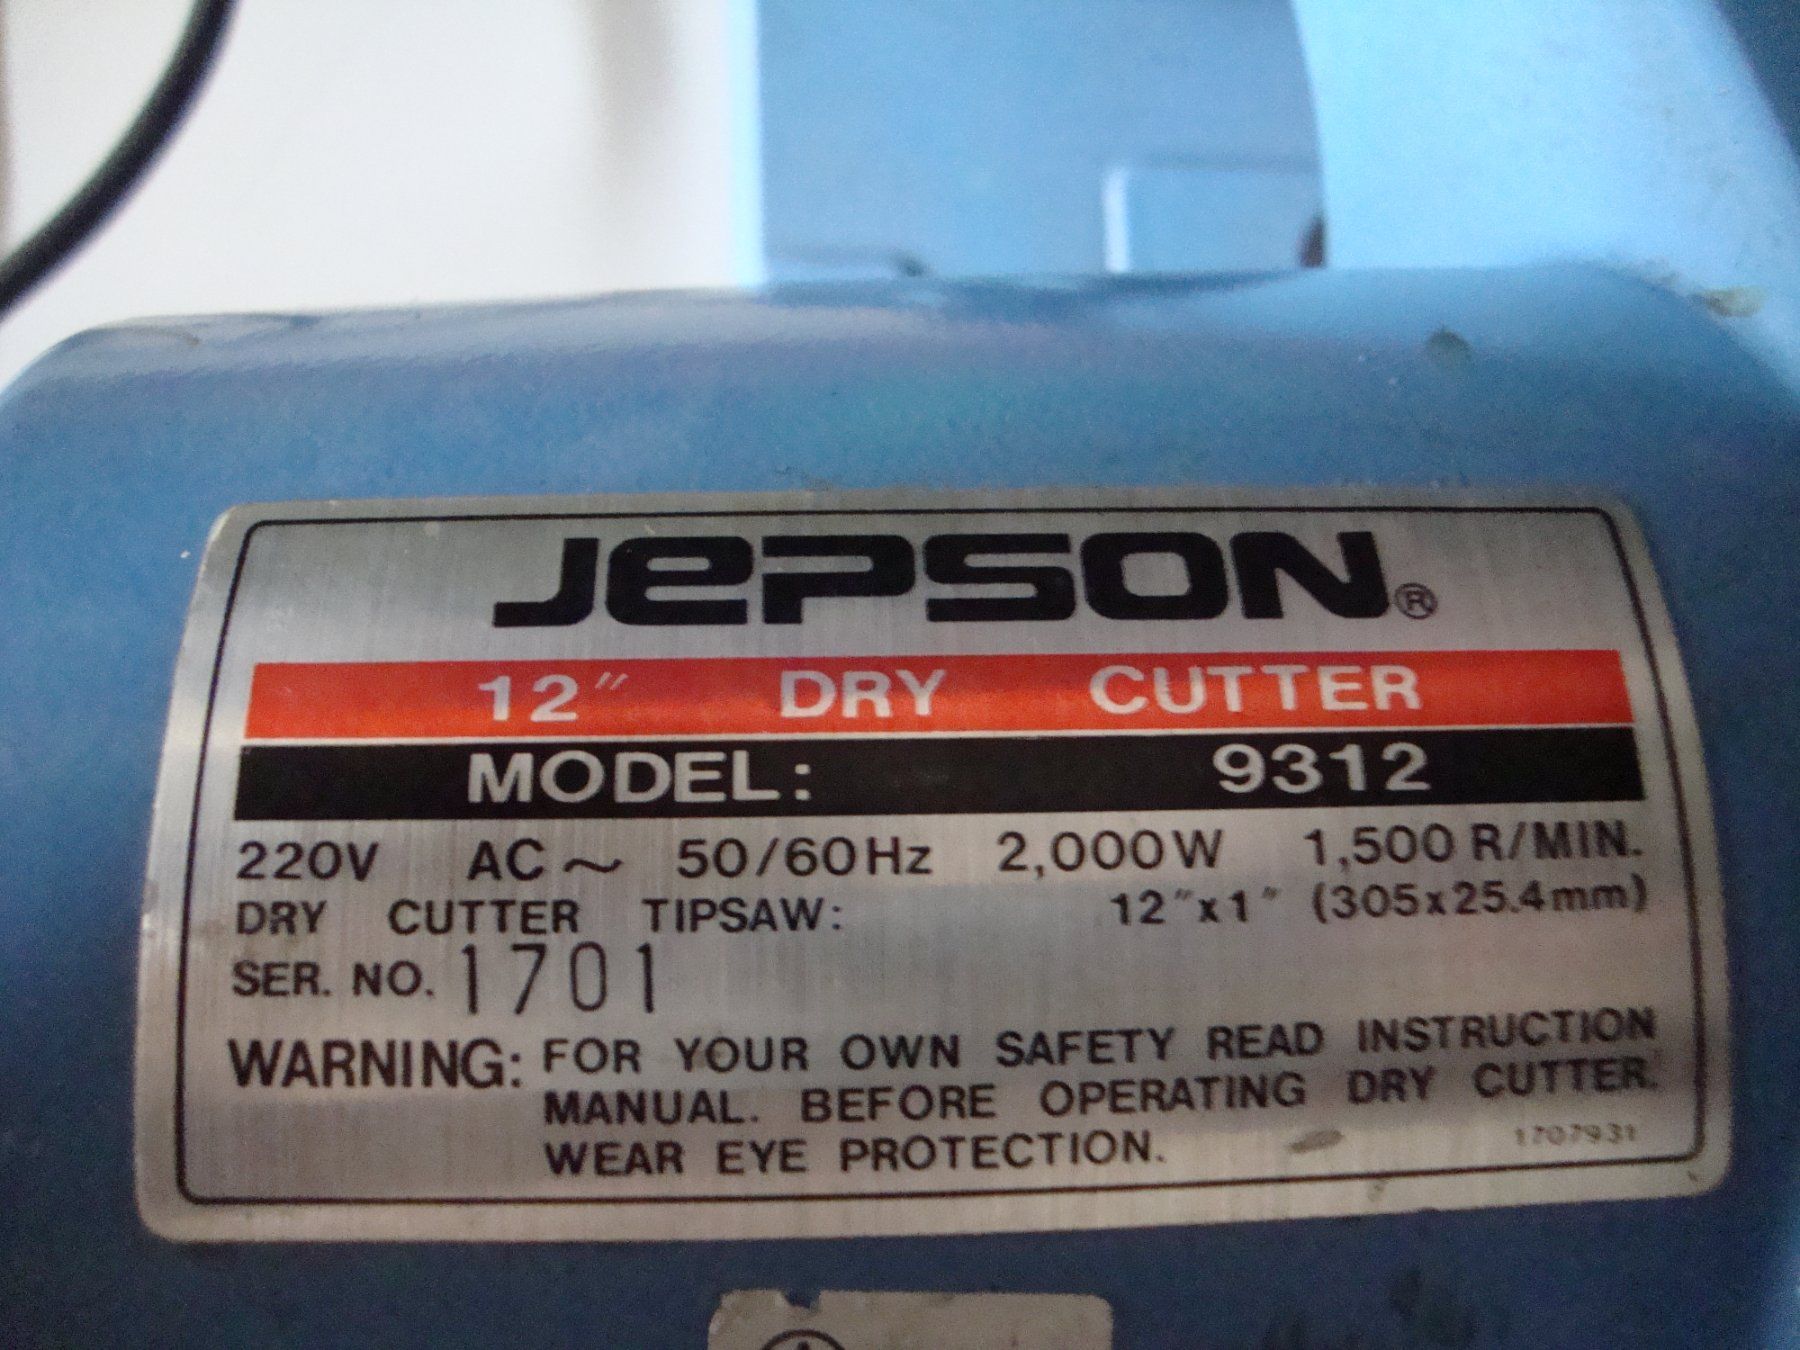 JEPSON®
12" DRY CUTTER
MODEL: 9312
220V AC ~ 50/60Hz 2,000W 1,500 R/MIN.
DRY CUTTER TIPSAW: 12"x1" (305x25.4mm)
SER. NO. 1701
WARNING: FOR YOUR OWN SAFETY READ INSTRUCTION
MANUAL. BEFORE OPERATING DRY CUTTER.
WEAR EYE PROTECTION.
1707931